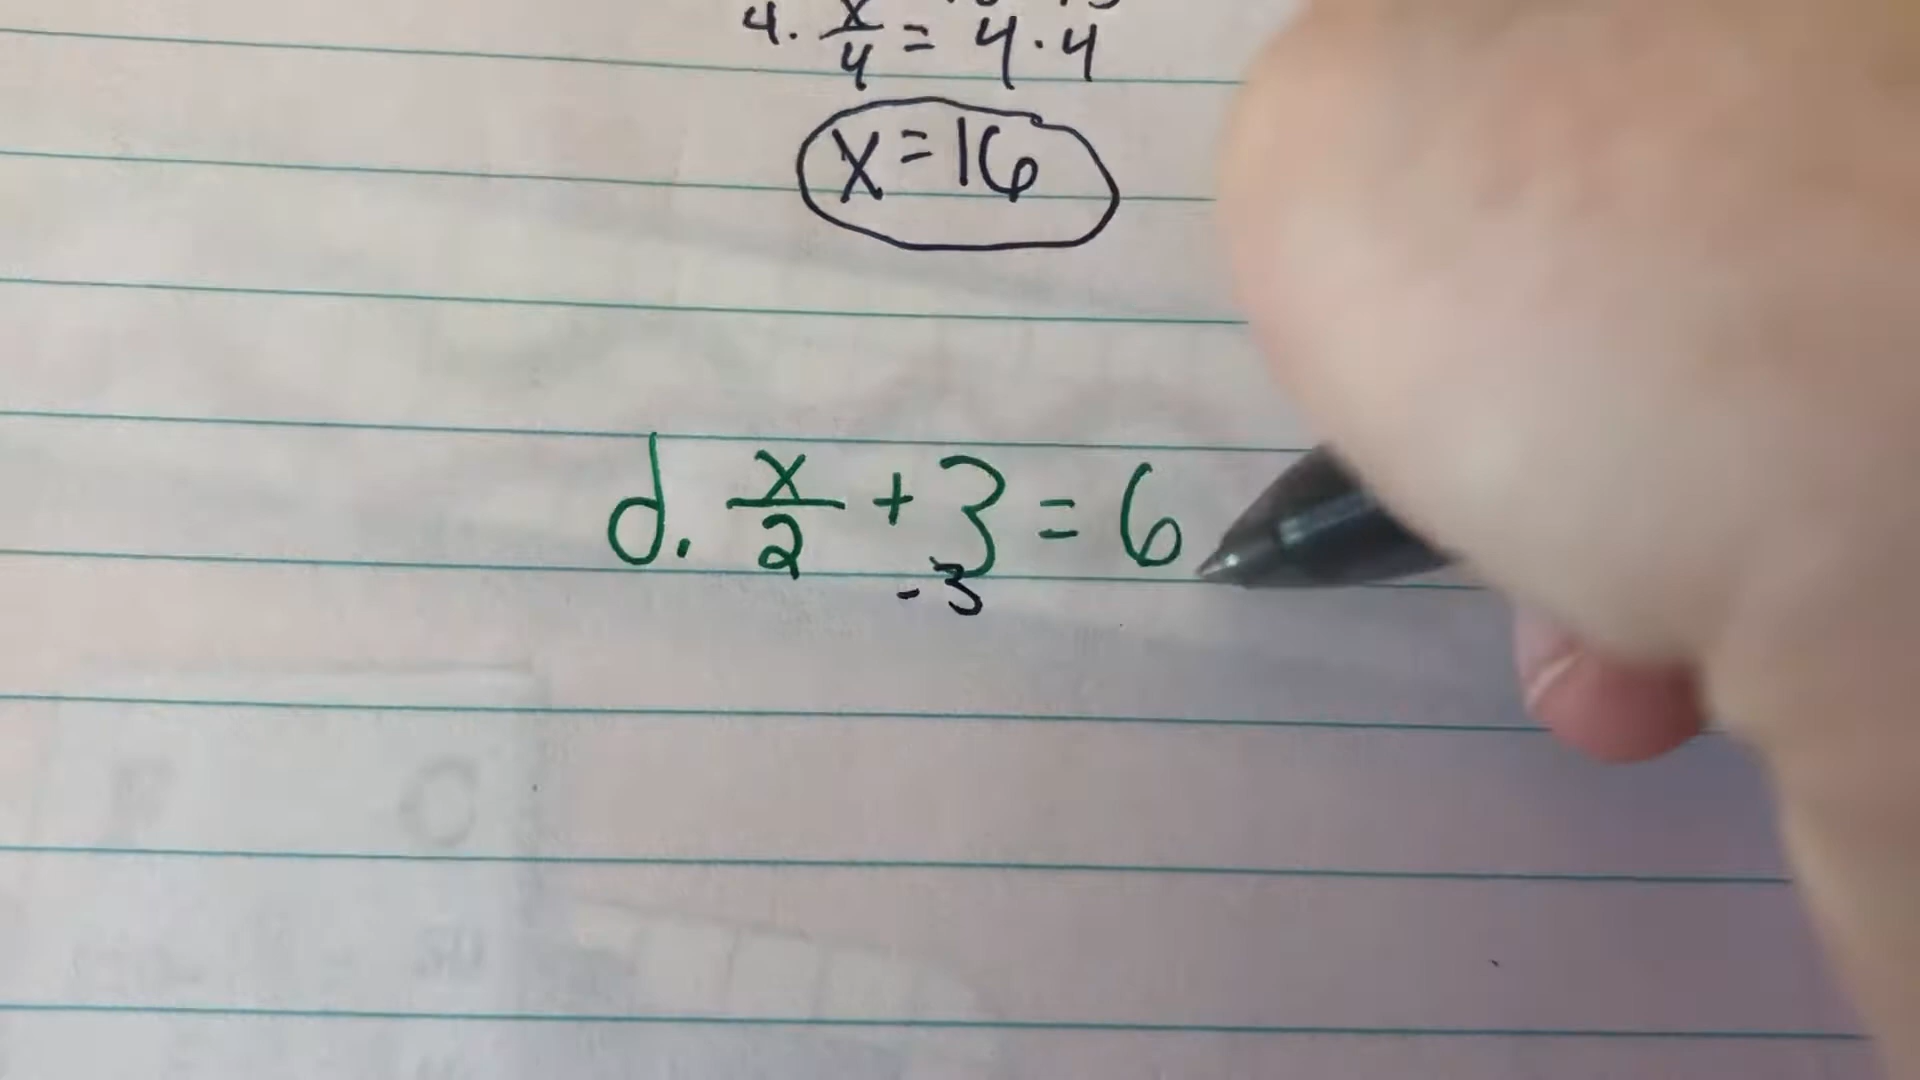 4. x/4 = 4 · 4
x = 16
d. x/2 + 3 = 6
- 3